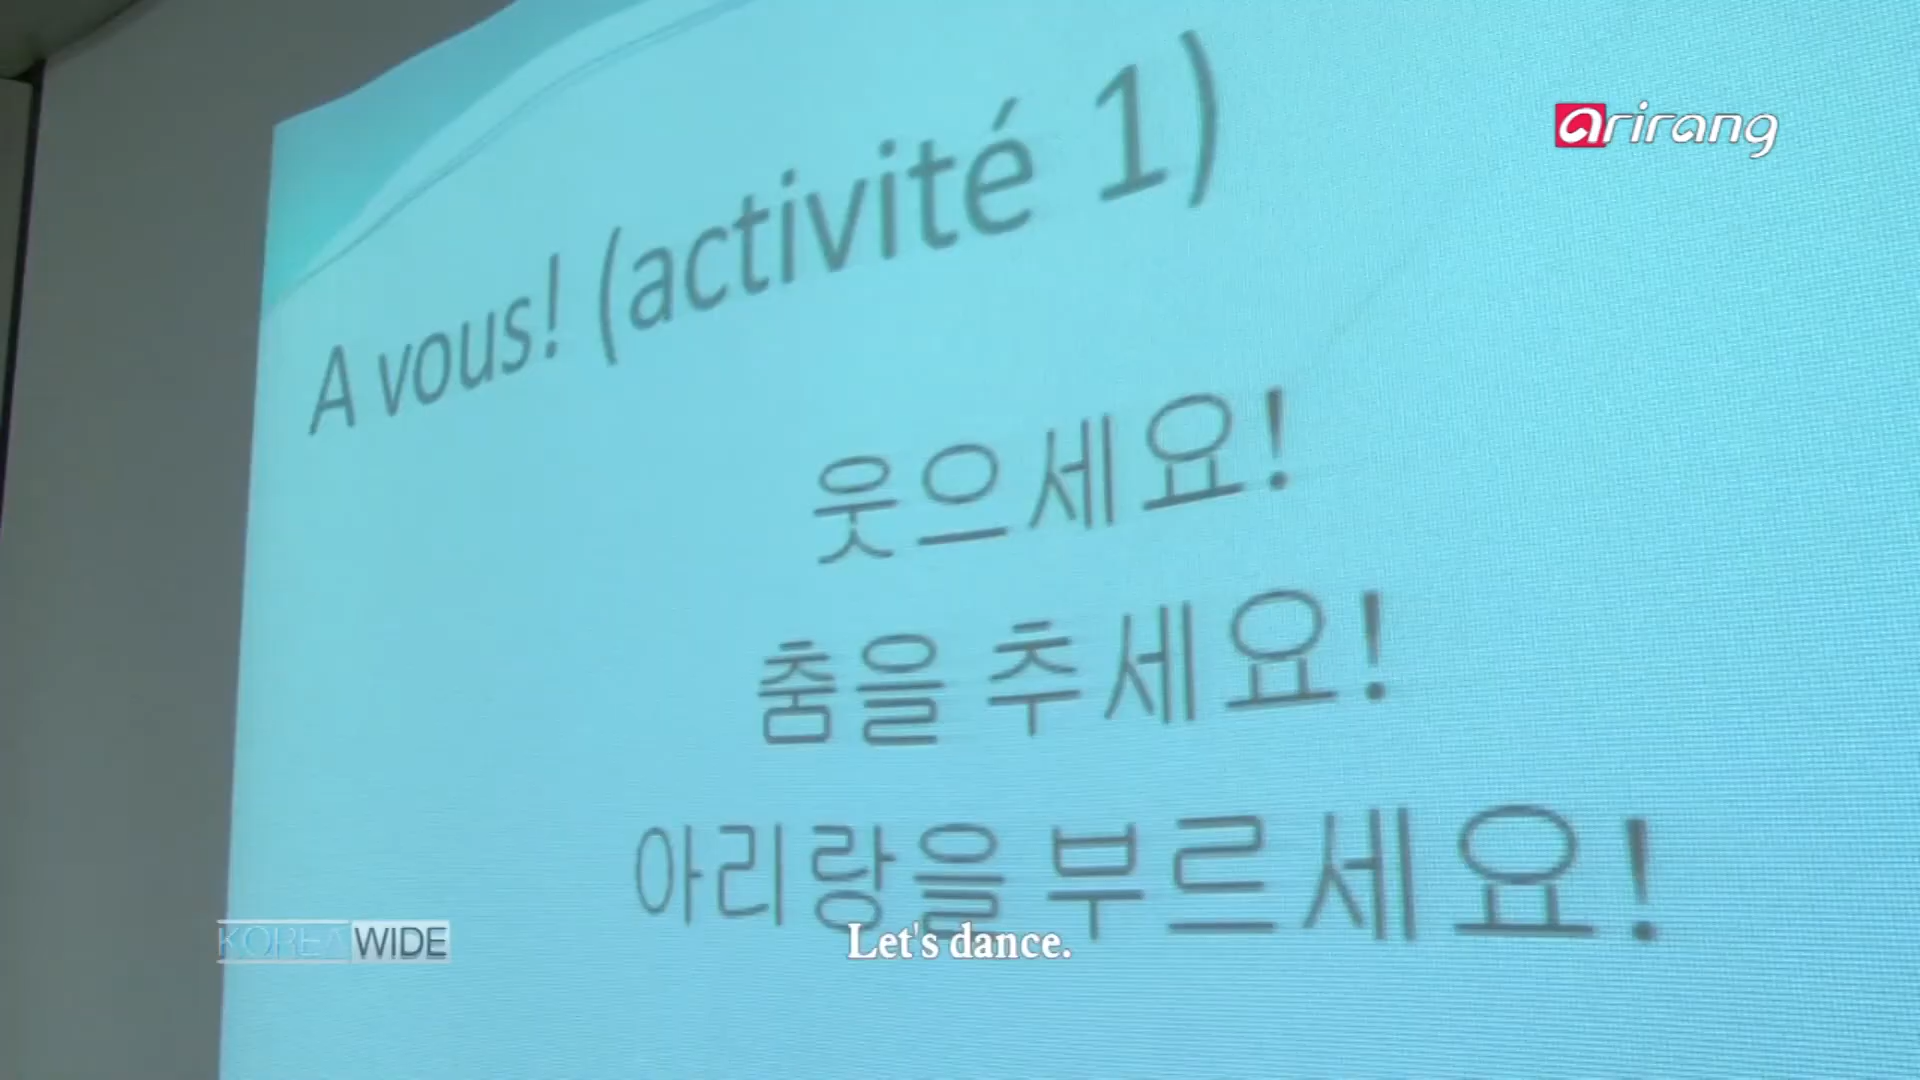 arirang
A vous! (activité 1)
웃으세요!
춤을 추세요!
아리랑을 부르세요!
KOREA WIDE
Let's dance.